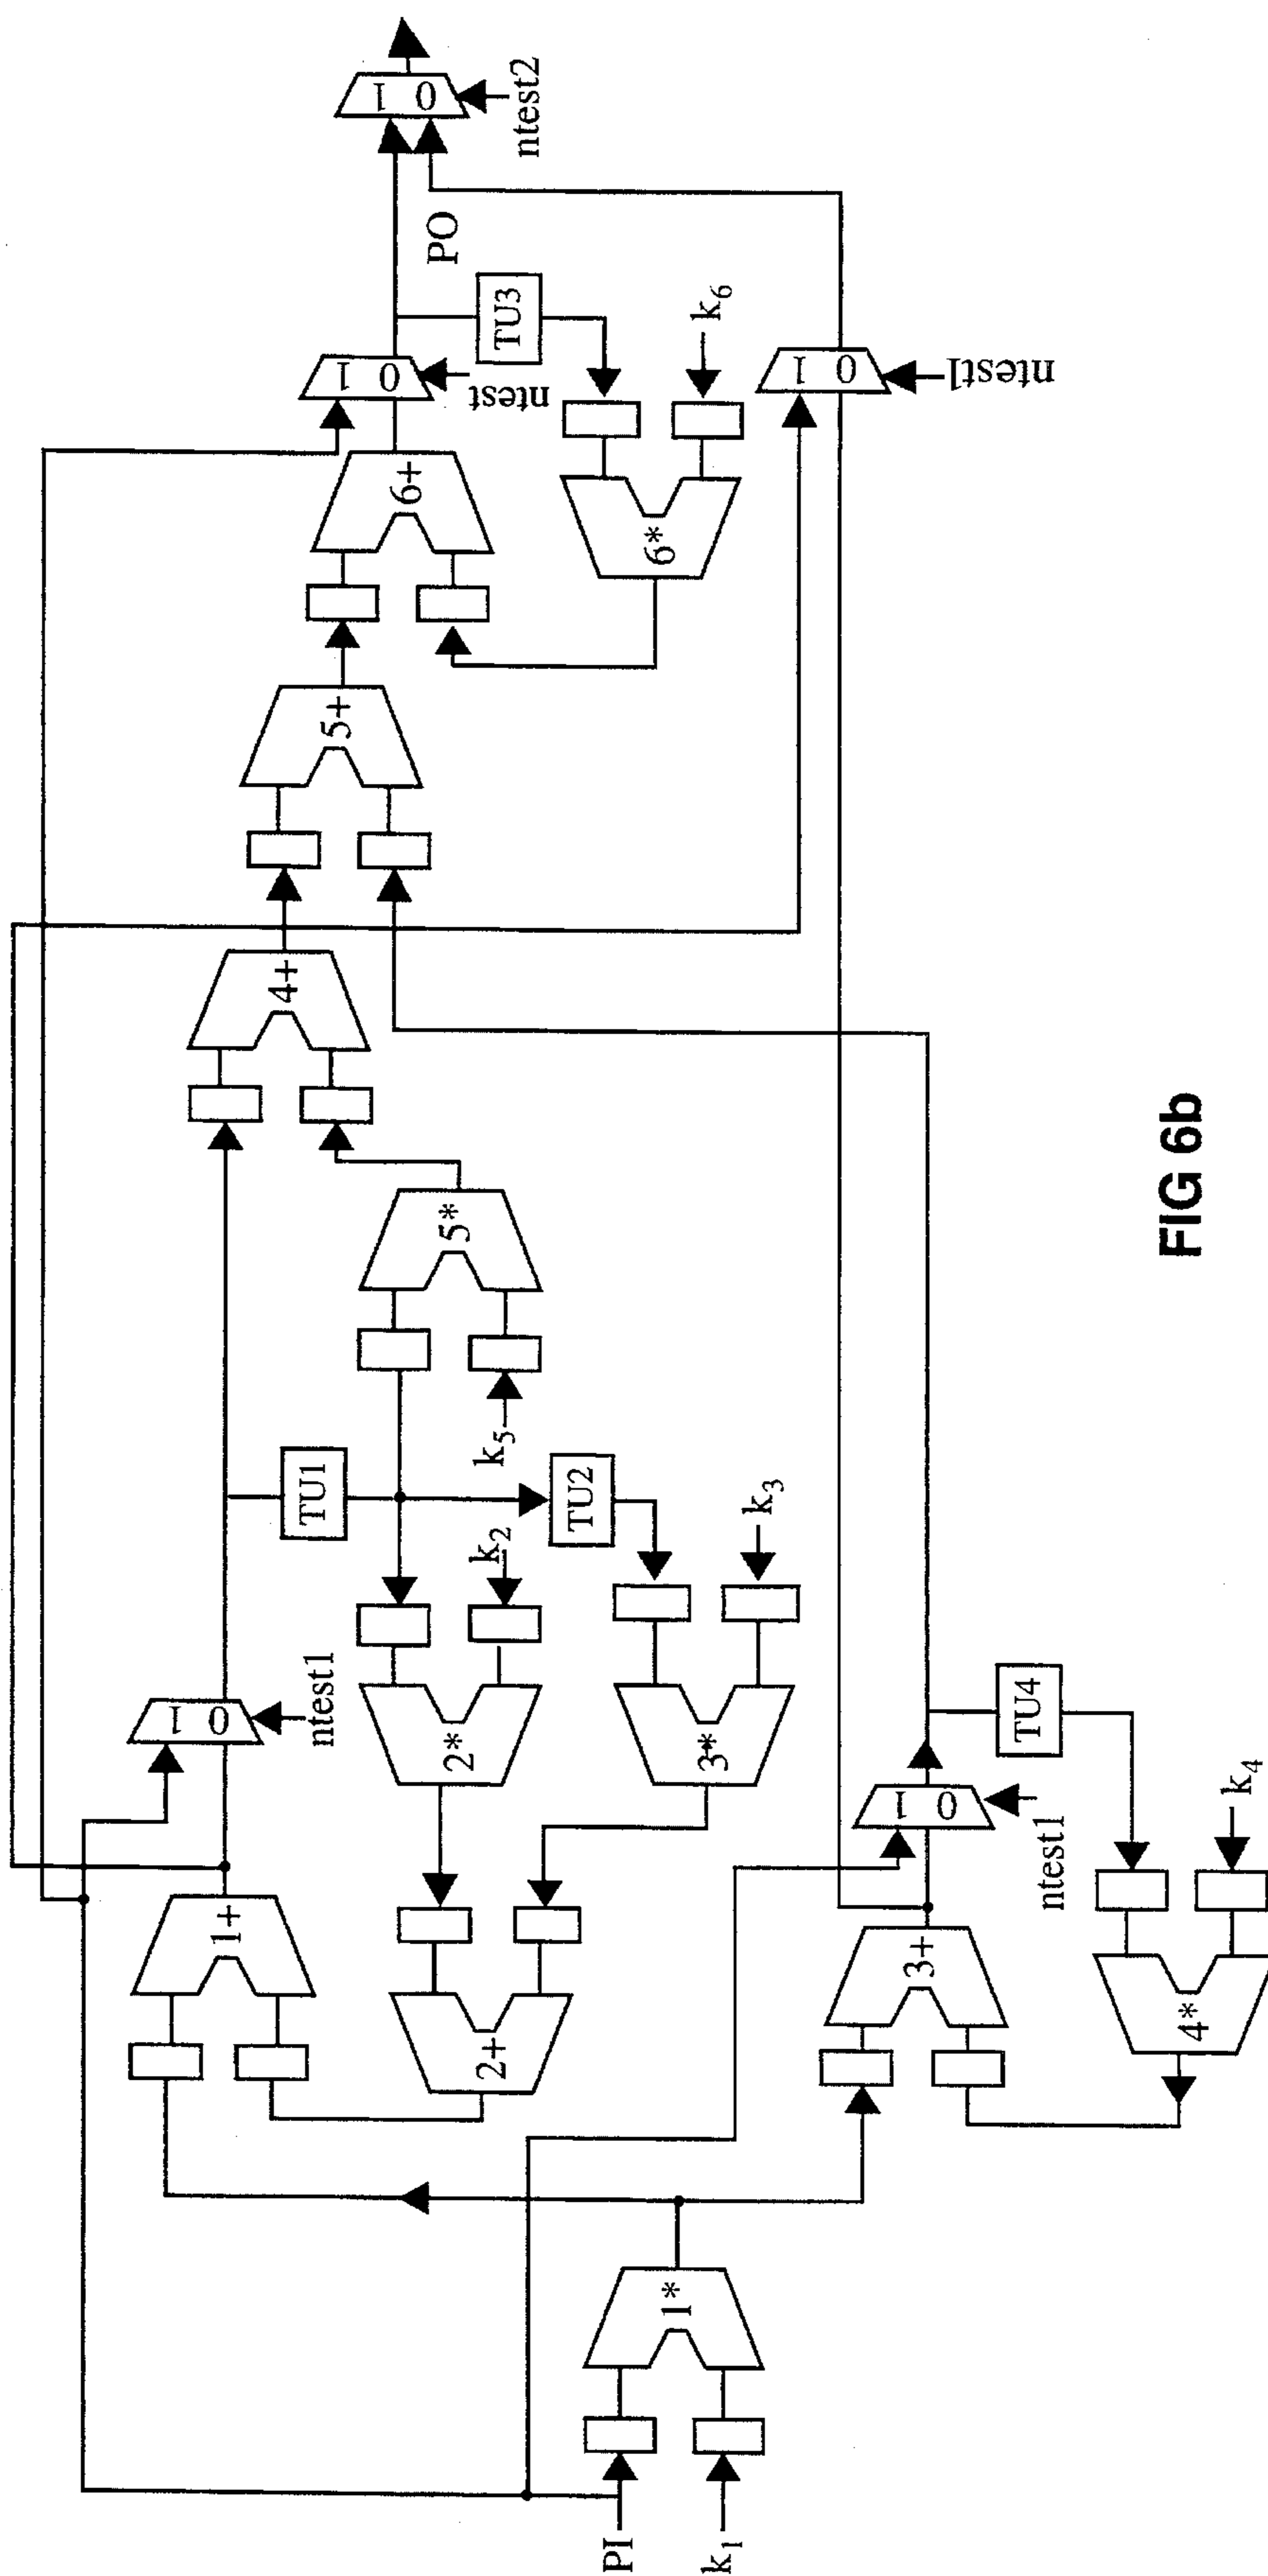 PI
k1
1*
1+
2+
3+
4*
k4
ntest1
TU4
1 0
2*
3*
1 0
ntest1
k2
TU2
k3
TU1
k5
5*
4+
5+
6+
6*
1 0
ntest
1 0
ntest1
TU3
k6
PO
1 0
ntest2
FIG 6b